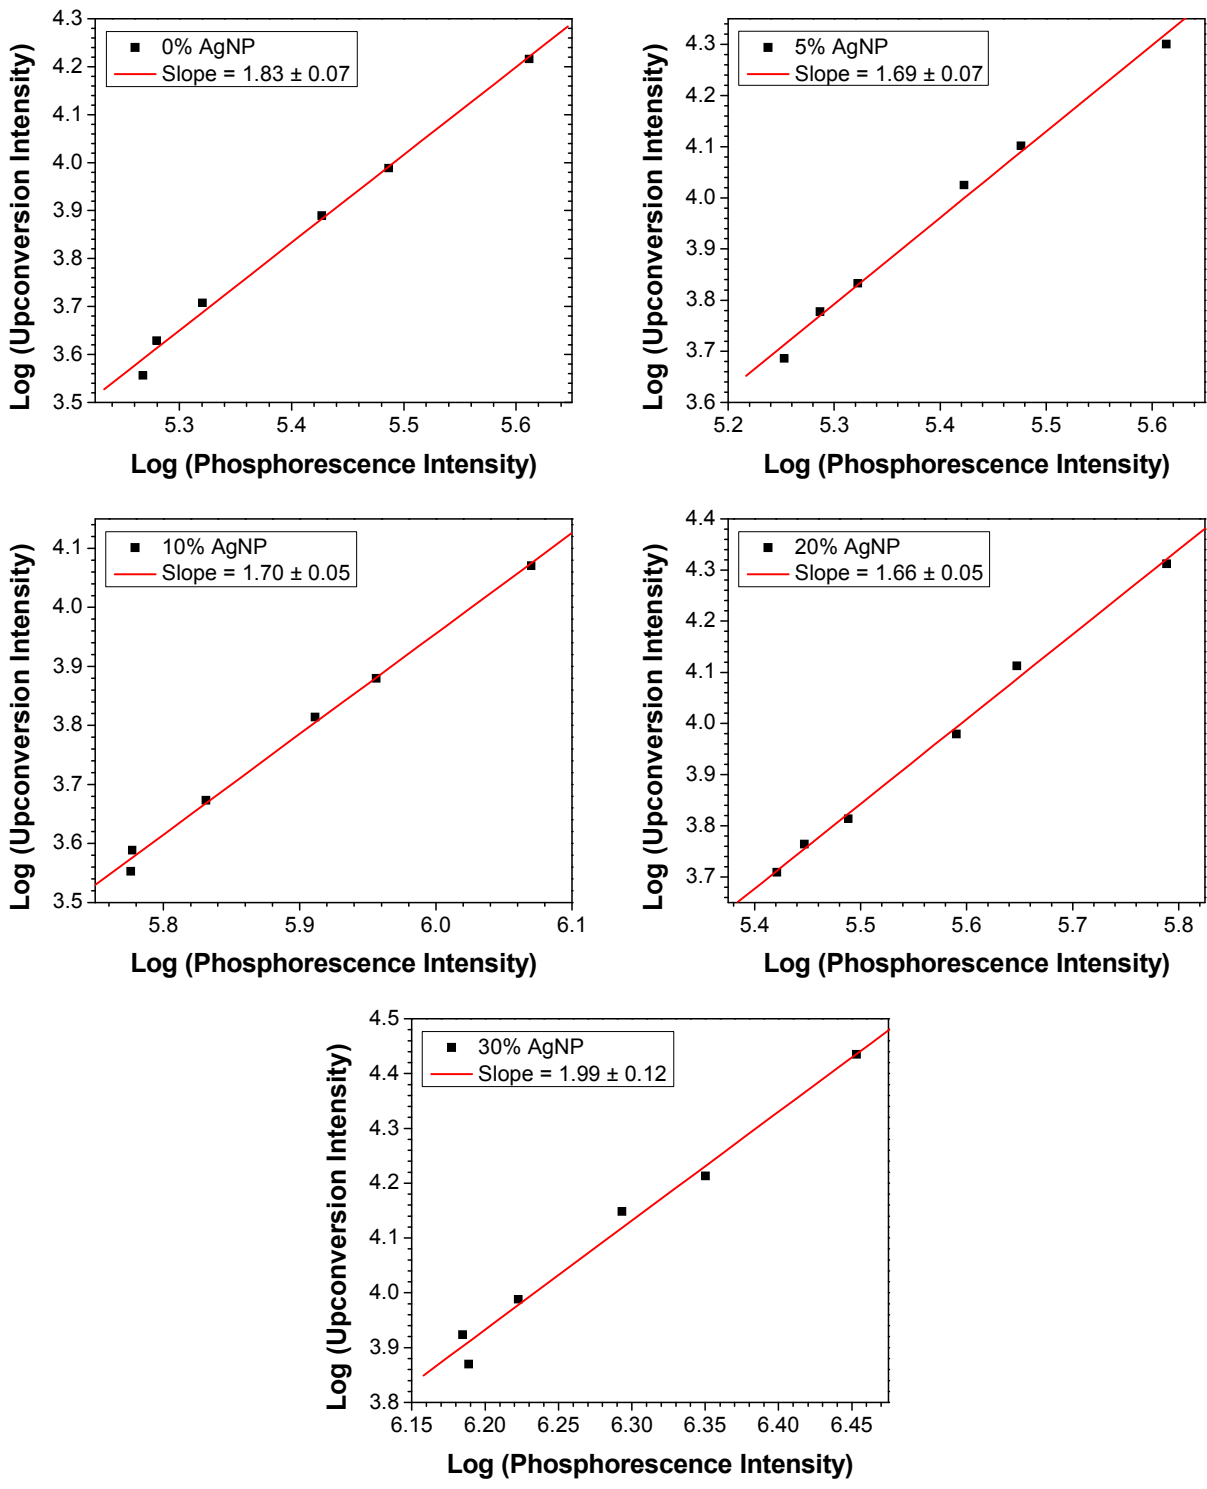 0% AgNP
Slope = 1.83 ± 0.07
Log (Upconversion Intensity)
4.3
4.2
4.1
4.0
3.9
3.8
3.7
3.6
3.5
5.3 5.4 5.5 5.6
Log (Phosphorescence Intensity)
5% AgNP
Slope = 1.69 ± 0.07
Log (Upconversion Intensity)
4.3
4.2
4.1
4.0
3.9
3.8
3.7
3.6
5.2 5.3 5.4 5.5 5.6
Log (Phosphorescence Intensity)
10% AgNP
Slope = 1.70 ± 0.05
Log (Upconversion Intensity)
4.1
4.0
3.9
3.8
3.7
3.6
3.5
5.8 5.9 6.0 6.1
Log (Phosphorescence Intensity)
20% AgNP
Slope = 1.66 ± 0.05
Log (Upconversion Intensity)
4.4
4.3
4.2
4.1
4.0
3.9
3.8
3.7
5.4 5.5 5.6 5.7 5.8
Log (Phosphorescence Intensity)
30% AgNP
Slope = 1.99 ± 0.12
Log (Upconversion Intensity)
4.5
4.4
4.3
4.2
4.1
4.0
3.9
3.8
6.15 6.20 6.25 6.30 6.35 6.40 6.45
Log (Phosphorescence Intensity)